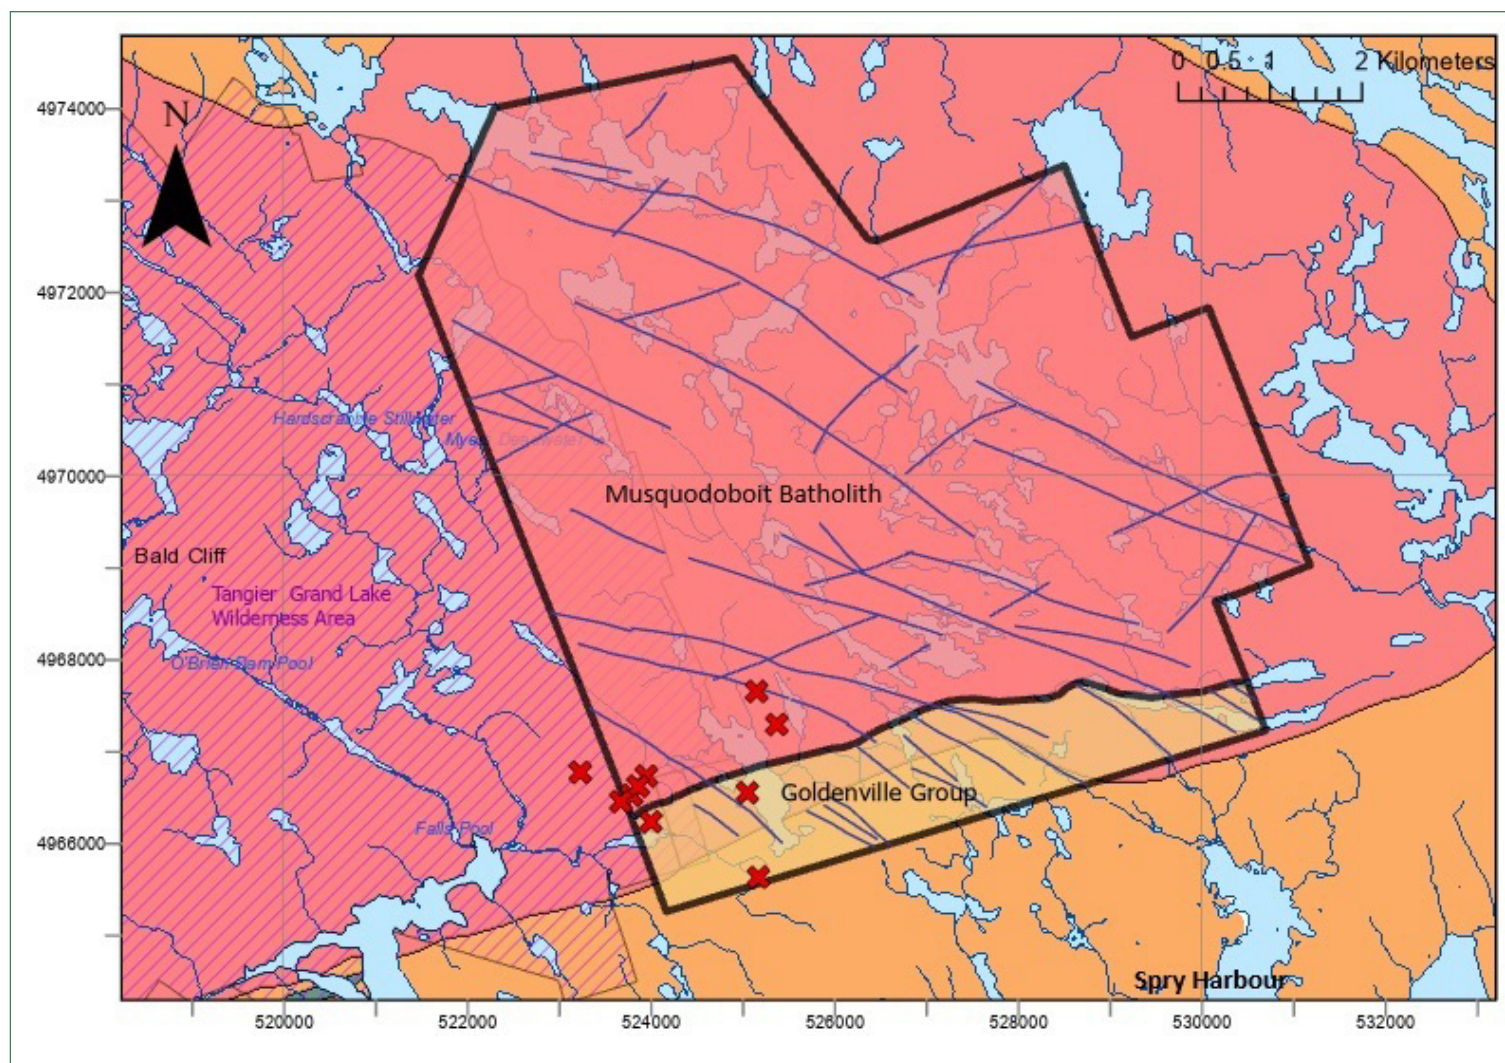 0 0.5 1 2 Kilometers
4974000
N
4972000
Hardscrabble Stillwater
4970000
Musquodoboit Batholith
Bald Cliff
Tangier Grand Lake
Wilderness Area
4968000
O'Brien Dam Pool
Goldenville Group
Falls Pool
4966000
Spry Harbour
520000 522000 524000 526000 528000 530000 532000